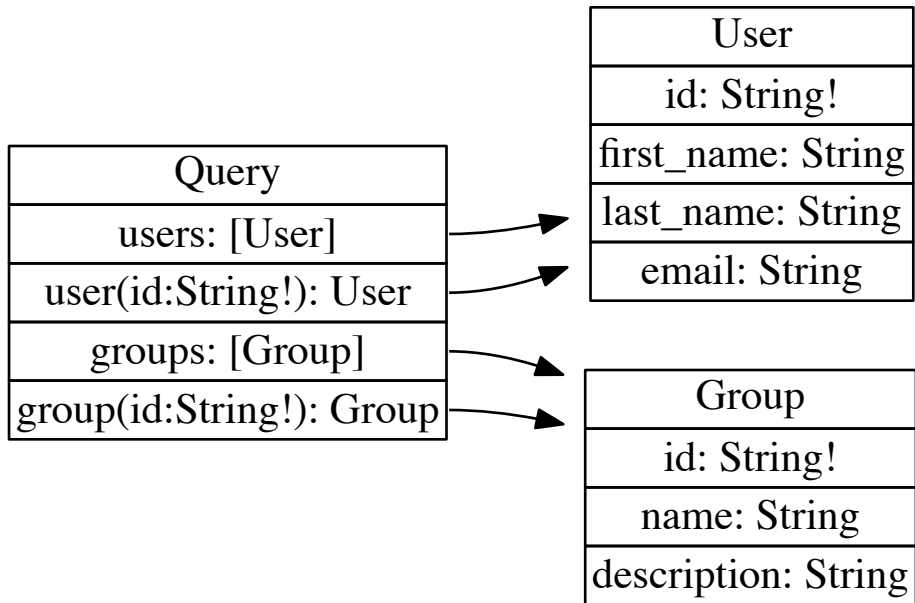 Query
users: [User]
user(id:String!): User
groups: [Group]
group(id:String!): Group
User
id: String!
first_name: String
last_name: String
email: String
Group
id: String!
name: String
description: String